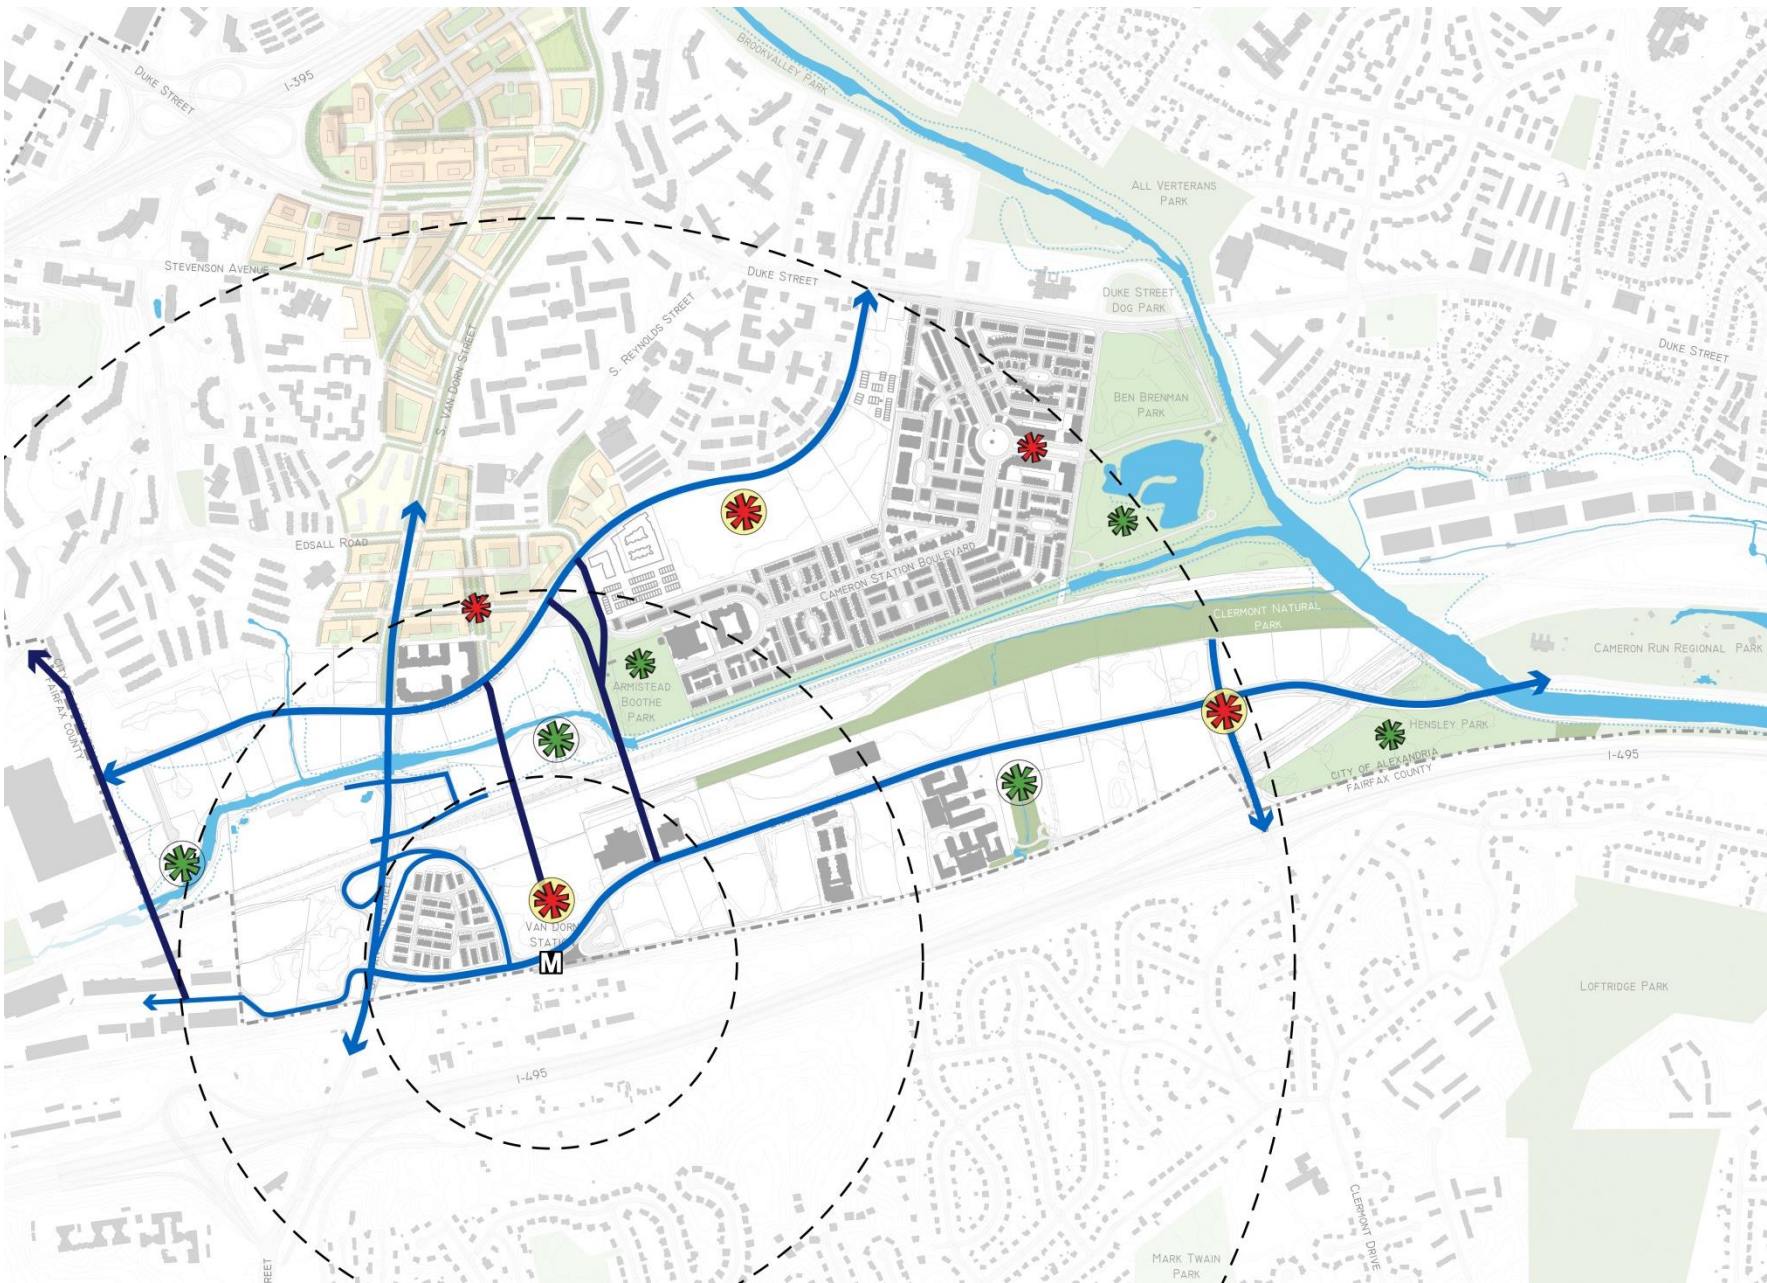 BROOKVALLEY PARK
DUKE STREET
I-395
ALL VERTERANS
PARK
STEVENSON AVENUE
DUKE STREET
DUKE STREET
DOG PARK
S. REYNOLDS STREET
S. VAN DORN STREET
DUKE STREET
BEN BRENMAN
PARK
EDSALL ROAD
CAMERON STATION BOULEVARD
CLERMONT NATURAL
PARK
CAMERON RUN REGIONAL PARK
ARMISTEAD
BOOTHE
PARK
FAIRFAX COUNTY
HENSLEY PARK
CITY OF ALEXANDRIA
FAIRFAX COUNTY
I-495
VAN DORN
M
LOFTRIDGE PARK
I-495
CLERMONT DRIVE
MARK TWAIN
PARK